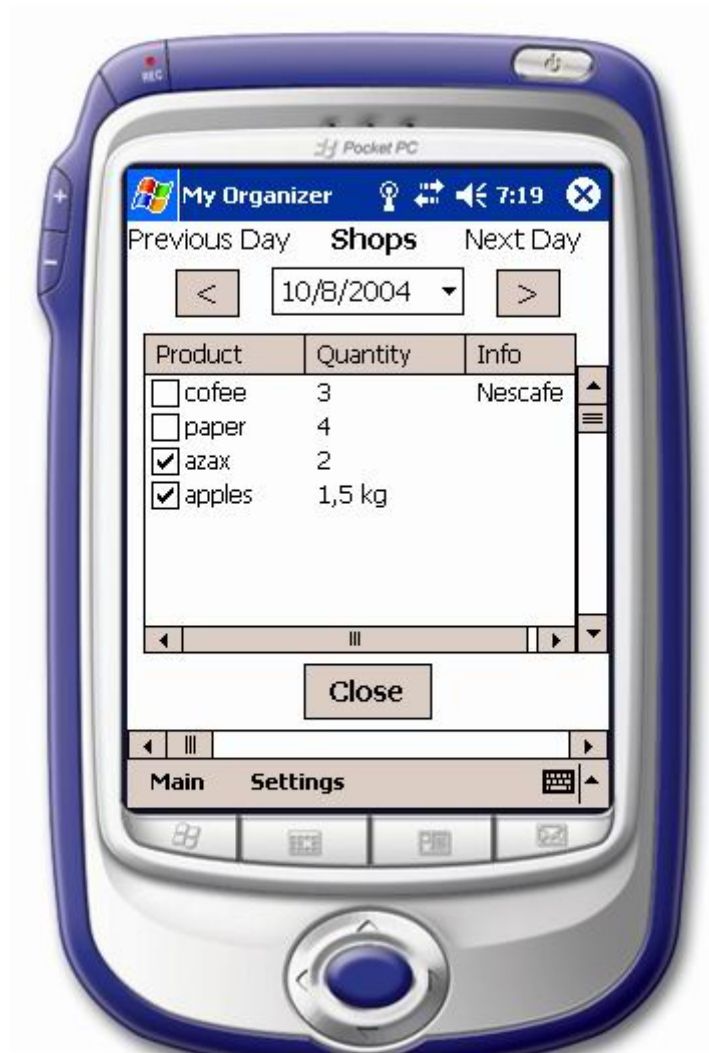 REC
Pocket PC
My Organizer 7:19
Previous Day Shops Next Day
< 10/8/2004 >
Product Quantity Info
cofee 3 Nescafe
paper 4
azax 2
apples 1,5 kg
Close
Main Settings